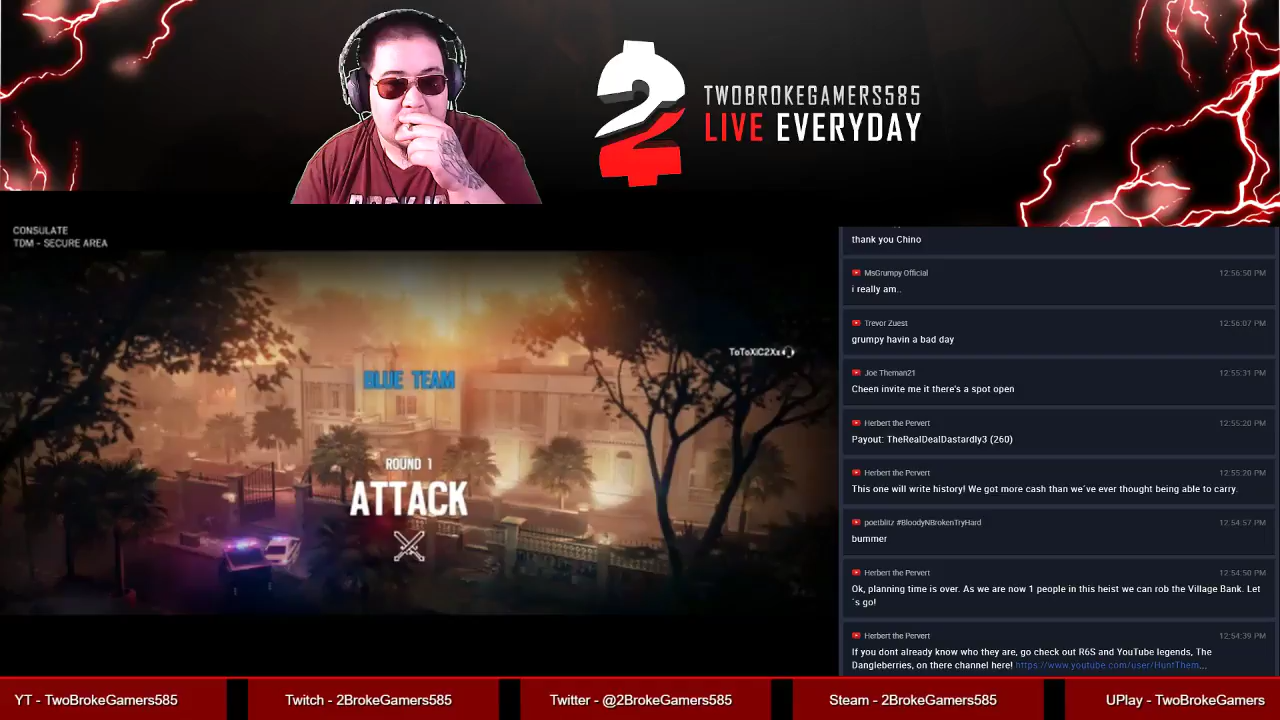 2
TWOBROKEGAMERS585
LIVE EVERYDAY
CONSULATE
TDM - SECURE AREA
ToToXiC2Xx
BLUE TEAM
ROUND 1
ATTACK
thank you Chino
MsGrumpy Official 12:56:50 PM
i really am..
Trevor Zuest 12:56:07 PM
grumpy havin a bad day
Joe Theman21 12:55:31 PM
Cheen invite me it there's a spot open
Herbert the Pervert 12:55:20 PM
Payout: TheRealDealDastardly3 (260)
Herbert the Pervert 12:55:20 PM
This one will write history! We got more cash than we´ve ever thought being able to carry.
poetblitz #BloodyNBrokenTryHard 12:54:57 PM
bummer
Herbert the Pervert 12:54:50 PM
Ok, planning time is over. As we are now 1 people in this heist we can rob the Village Bank. Let
´s go!
Herbert the Pervert 12:54:39 PM
If you dont already know who they are, go check out R6S and YouTube legends, The
Dangleberries, on there channel here! https://www.youtube.com/user/HuntThem...
YT - TwoBrokeGamers585
Twitch - 2BrokeGamers585
Twitter - @2BrokeGamers585
Steam - 2BrokeGamers585
UPlay - TwoBrokeGamers